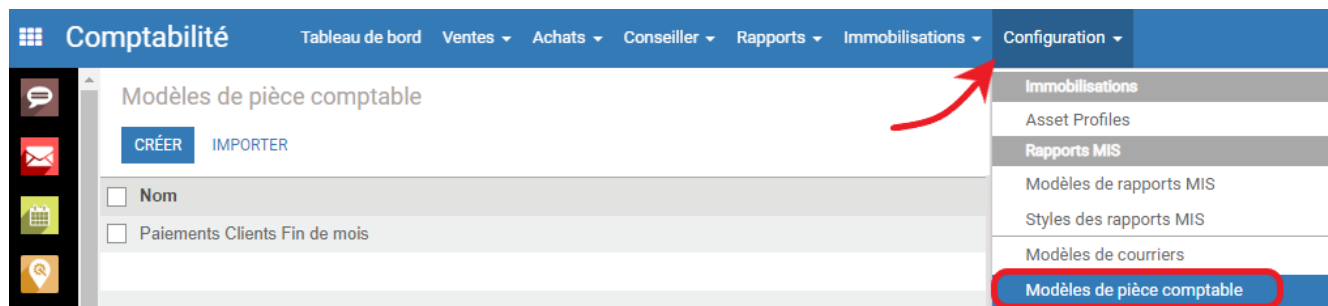 Comptabilité Tableau de bord Ventes Achats Conseiller Rapports Immobilisations Configuration
Modèles de pièce comptable
CRÉER IMPORTER
Nom
Paiements Clients Fin de mois
Immobilisations
Asset Profiles
Rapports MIS
Modèles de rapports MIS
Styles des rapports MIS
Modèles de courriers
Modèles de pièce comptable